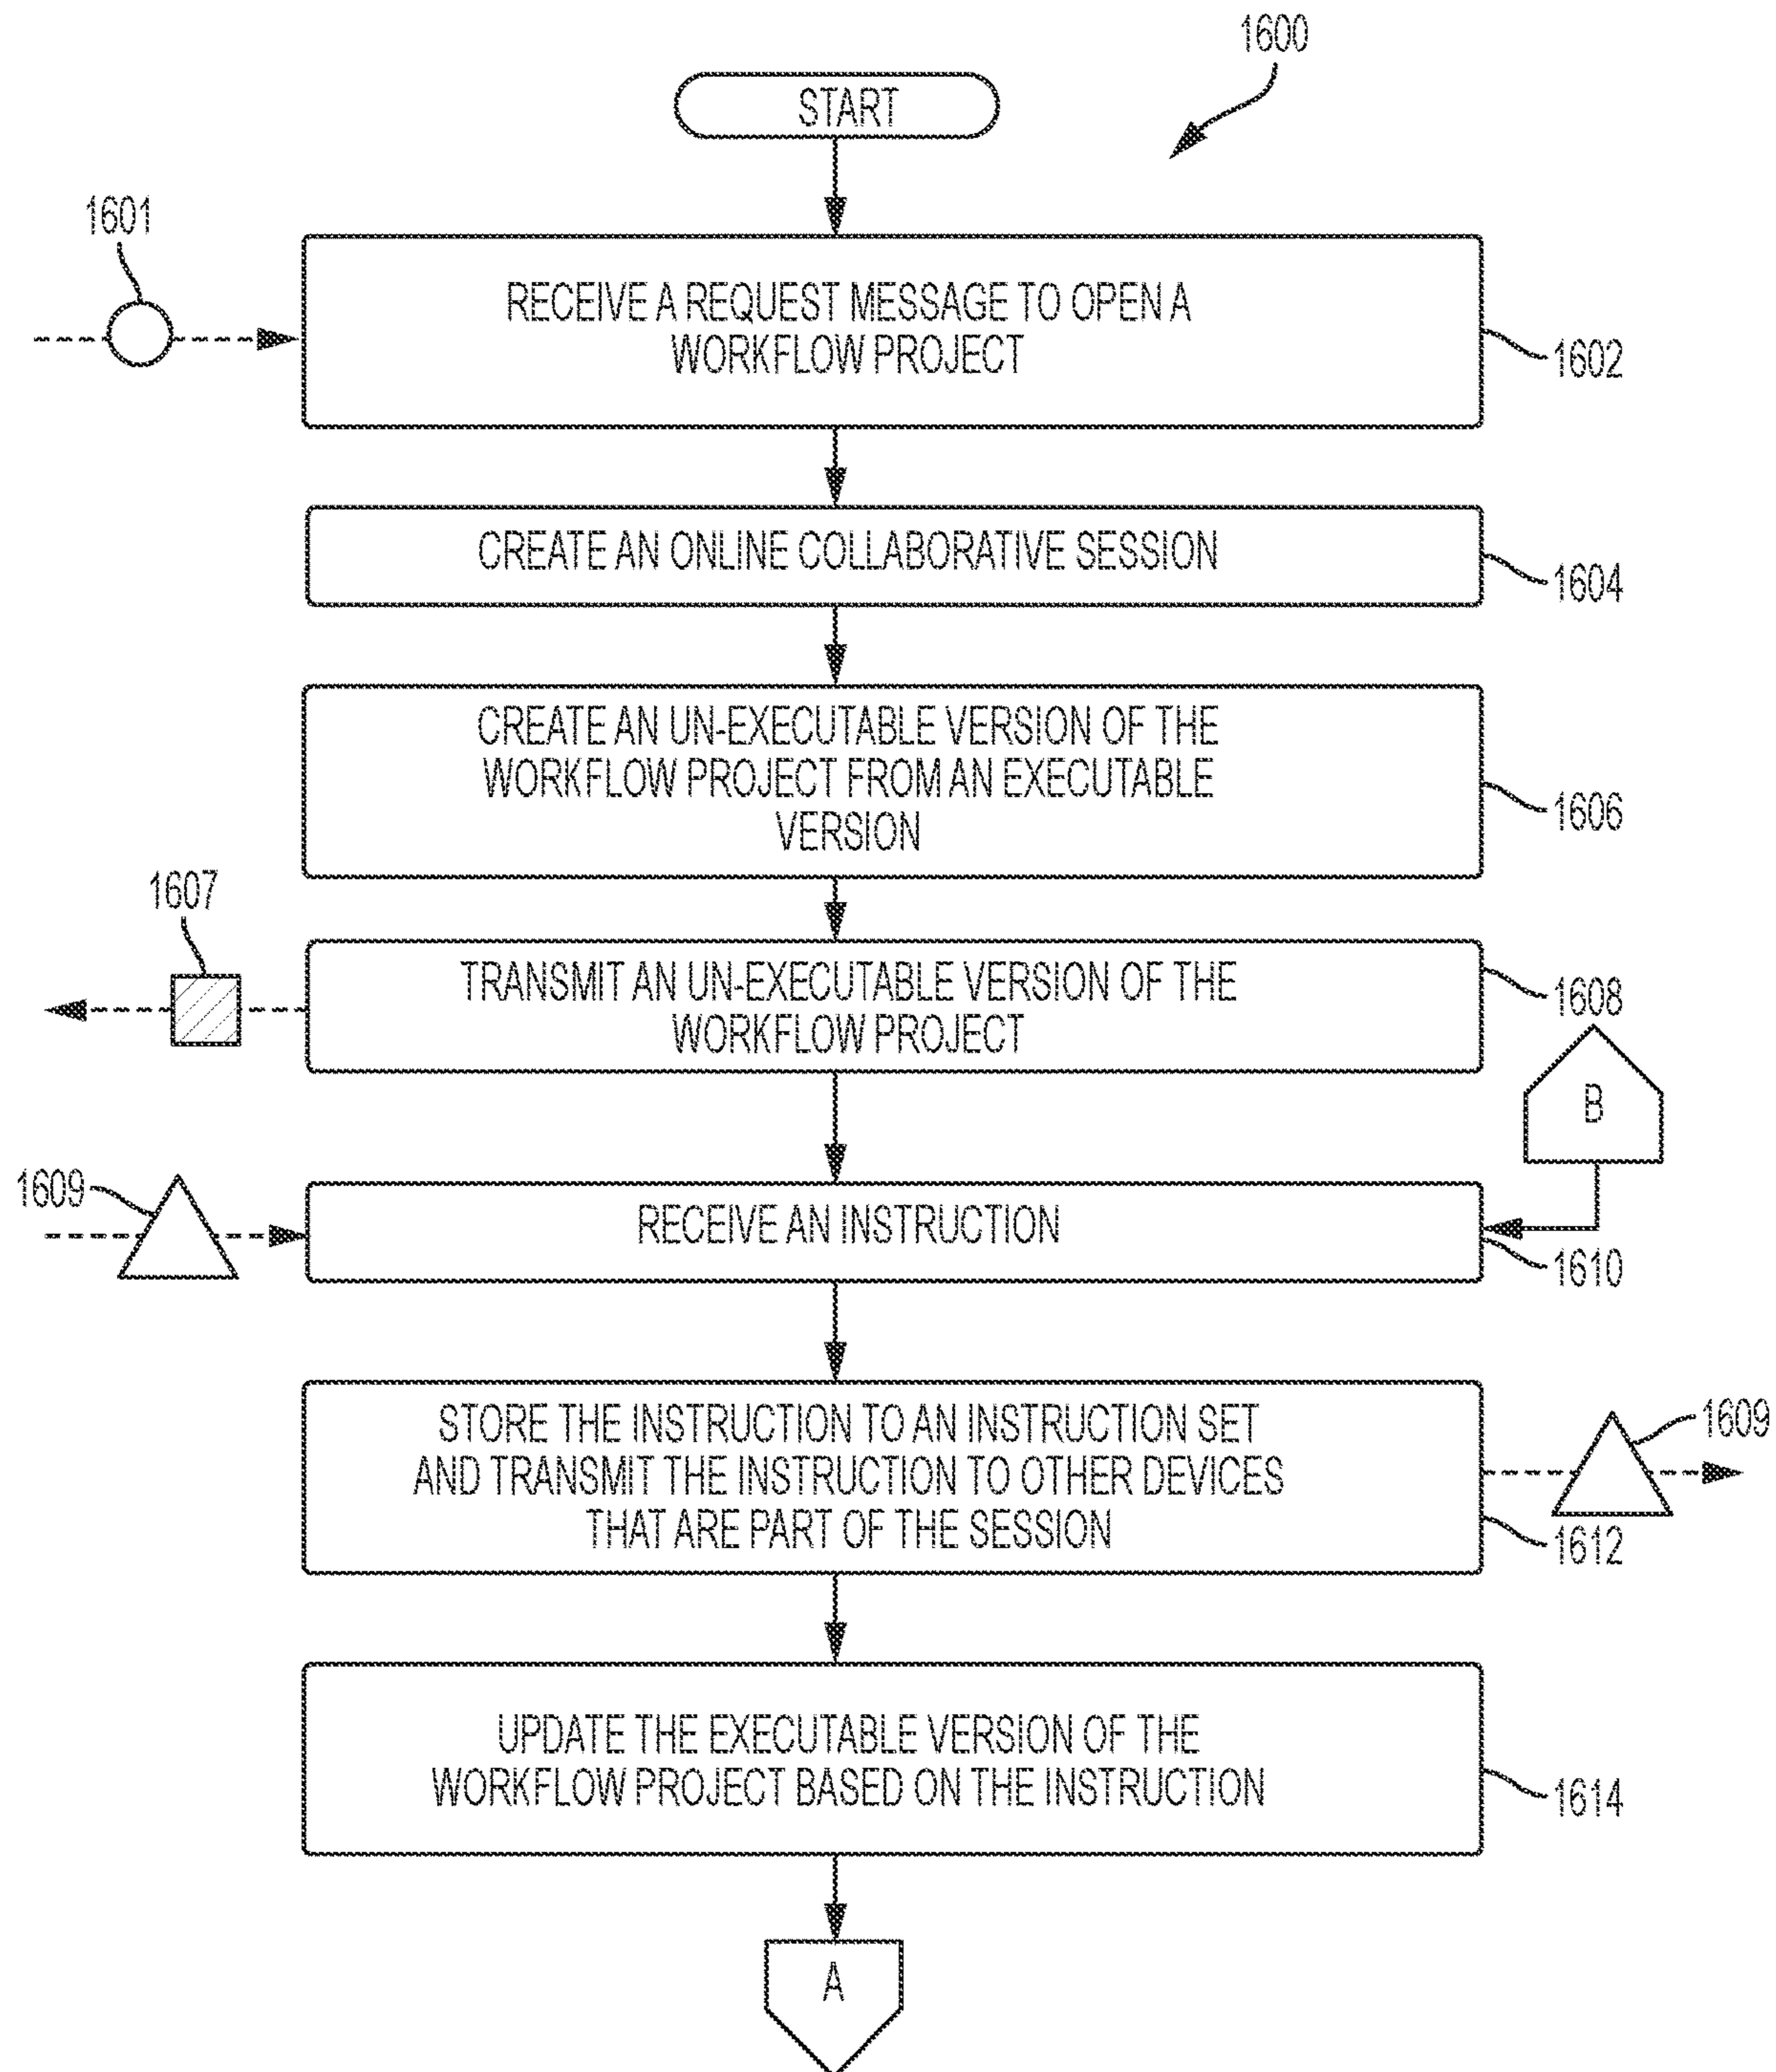 1600
START
1601
RECEIVE A REQUEST MESSAGE TO OPEN A
WORKFLOW PROJECT
1602
CREATE AN ONLINE COLLABORATIVE SESSION
1604
CREATE AN UN-EXECUTABLE VERSION OF THE
WORKFLOW PROJECT FROM AN EXECUTABLE
VERSION
1606
1607
TRANSMIT AN UN-EXECUTABLE VERSION OF THE
WORKFLOW PROJECT
1608
B
1609
RECEIVE AN INSTRUCTION
1610
STORE THE INSTRUCTION TO AN INSTRUCTION SET
AND TRANSMIT THE INSTRUCTION TO OTHER DEVICES
THAT ARE PART OF THE SESSION
1609
1612
UPDATE THE EXECUTABLE VERSION OF THE
WORKFLOW PROJECT BASED ON THE INSTRUCTION
1614
A